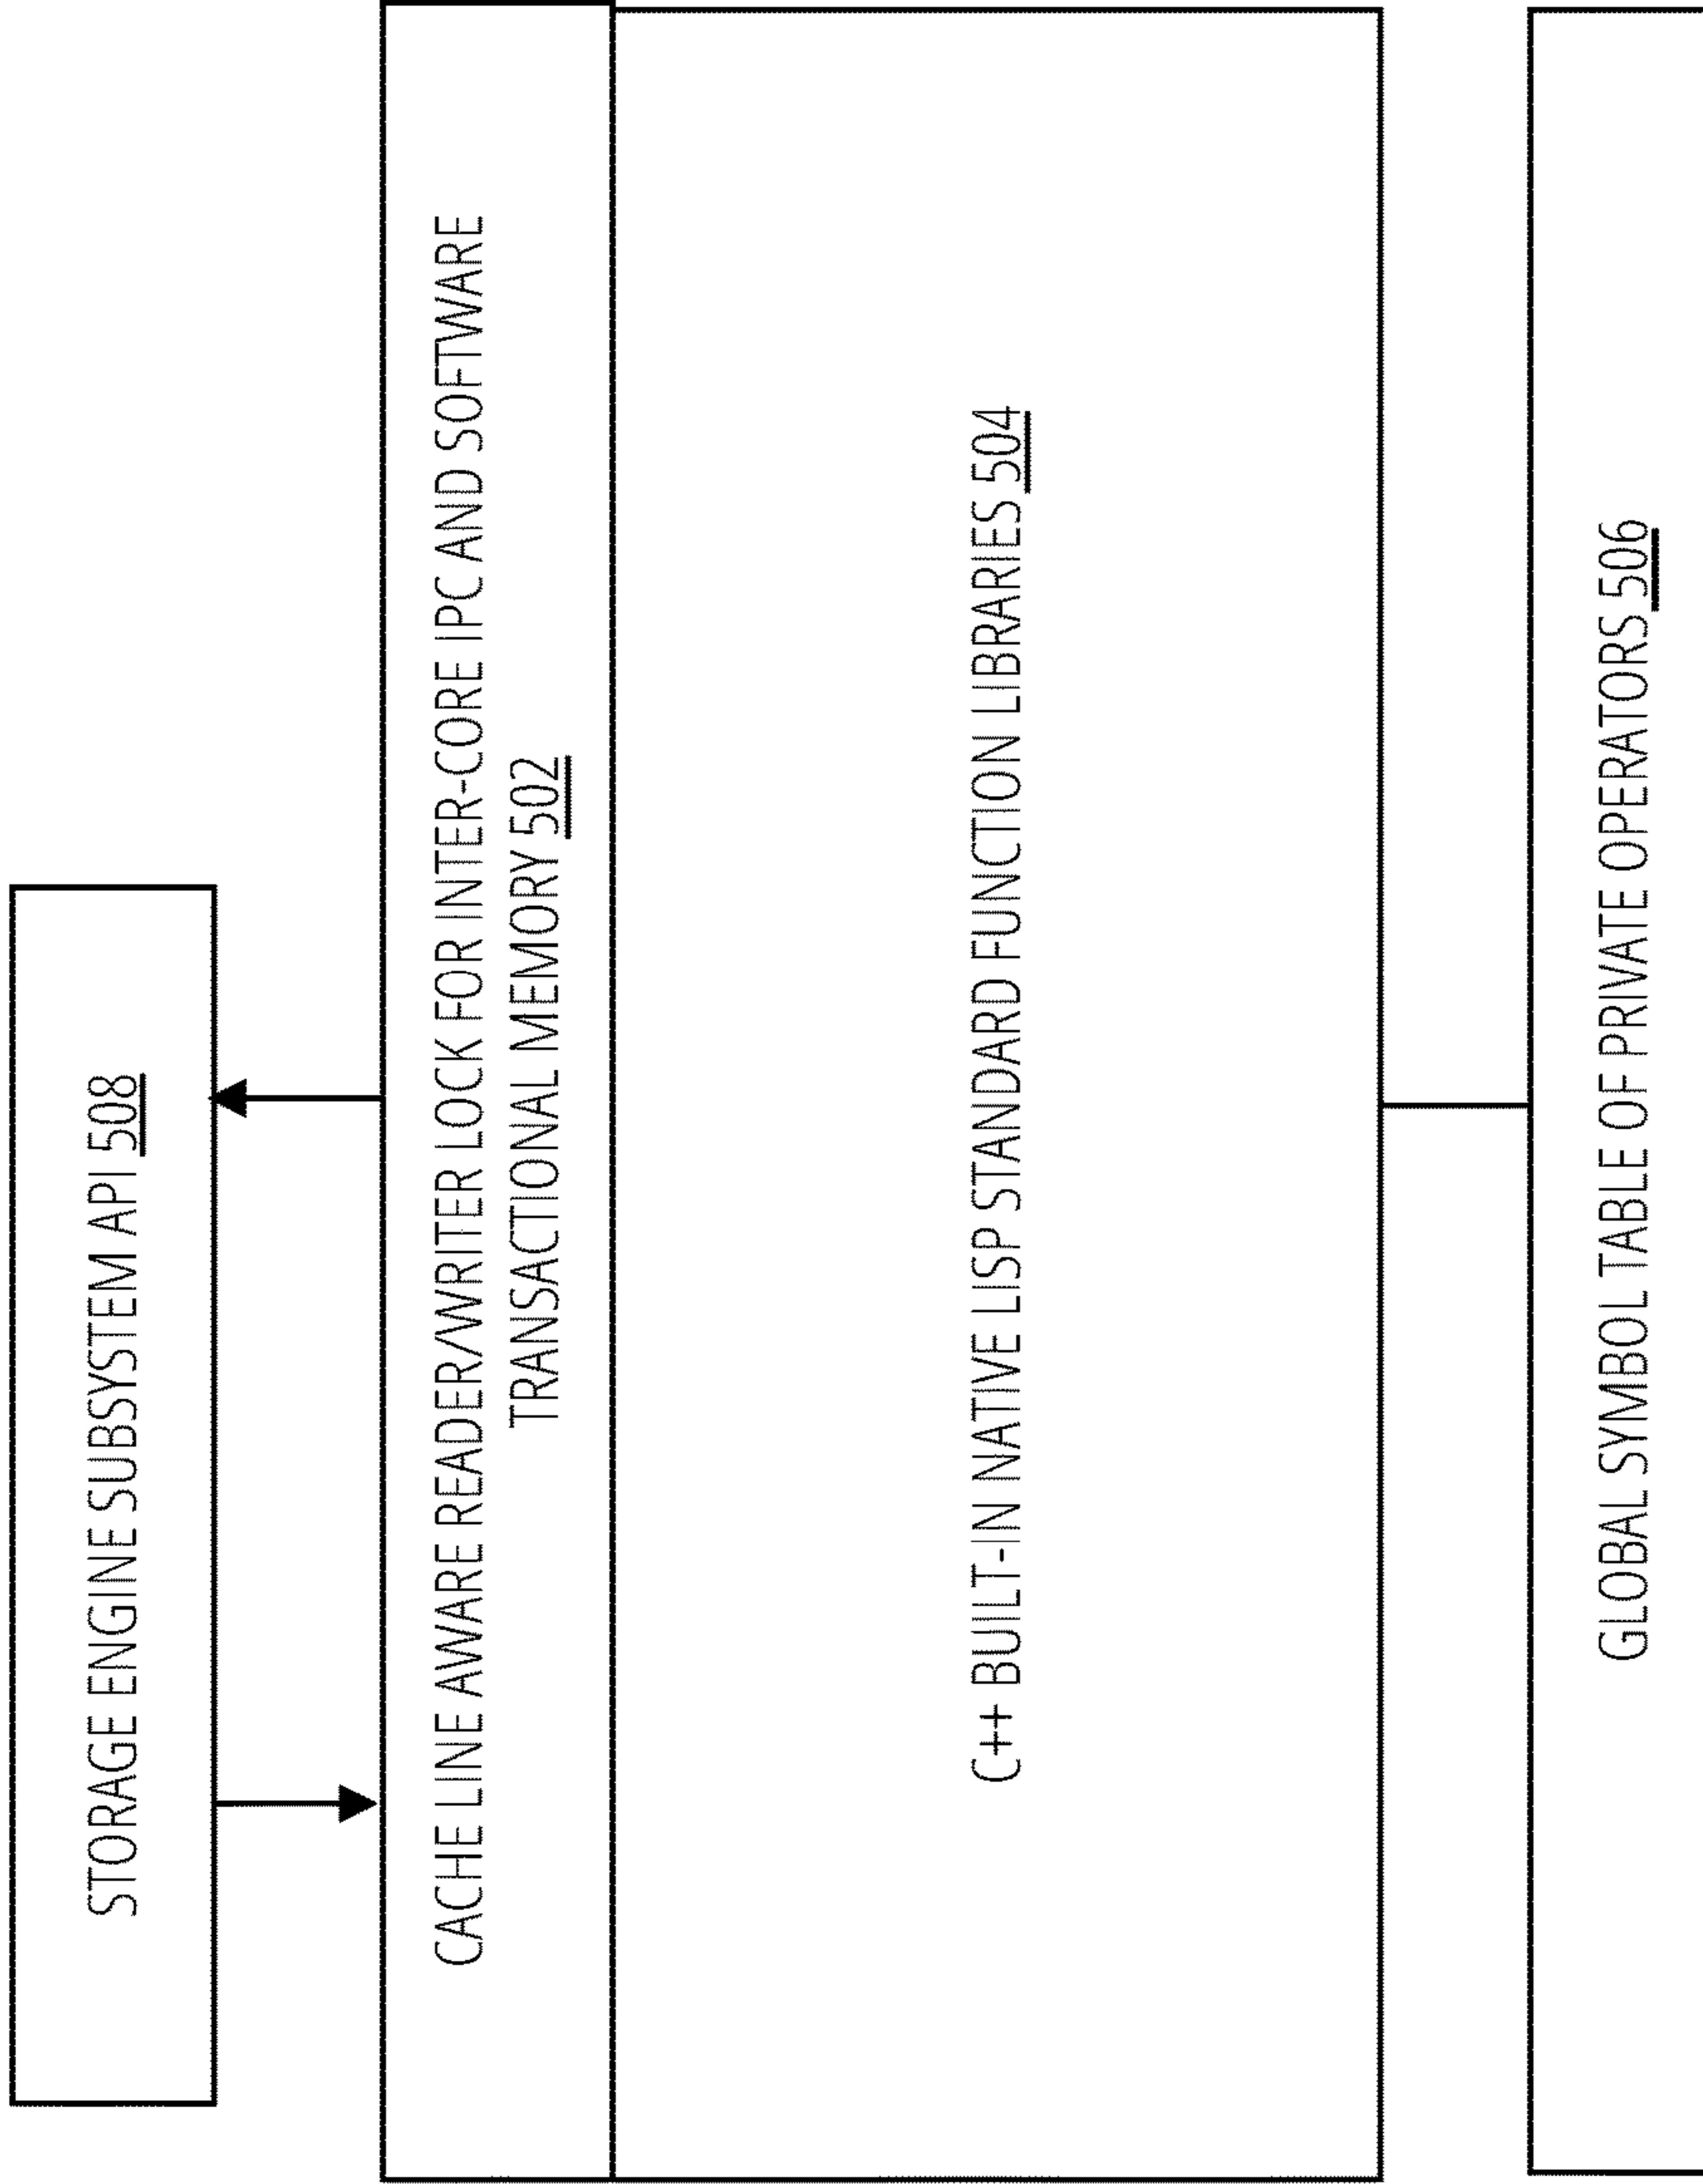 STORAGE ENGINE SUBSYSTEM API 508
CACHE LINE AWARE READER/WRITER LOCK FOR INTER-CORE IPC AND SOFTWARE
TRANSACTIONAL MEMORY 502
C++ BUILT-IN NATIVE LISP STANDARD FUNCTION LIBRARIES 504
GLOBAL SYMBOL TABLE OF PRIVATE OPERATORS 506